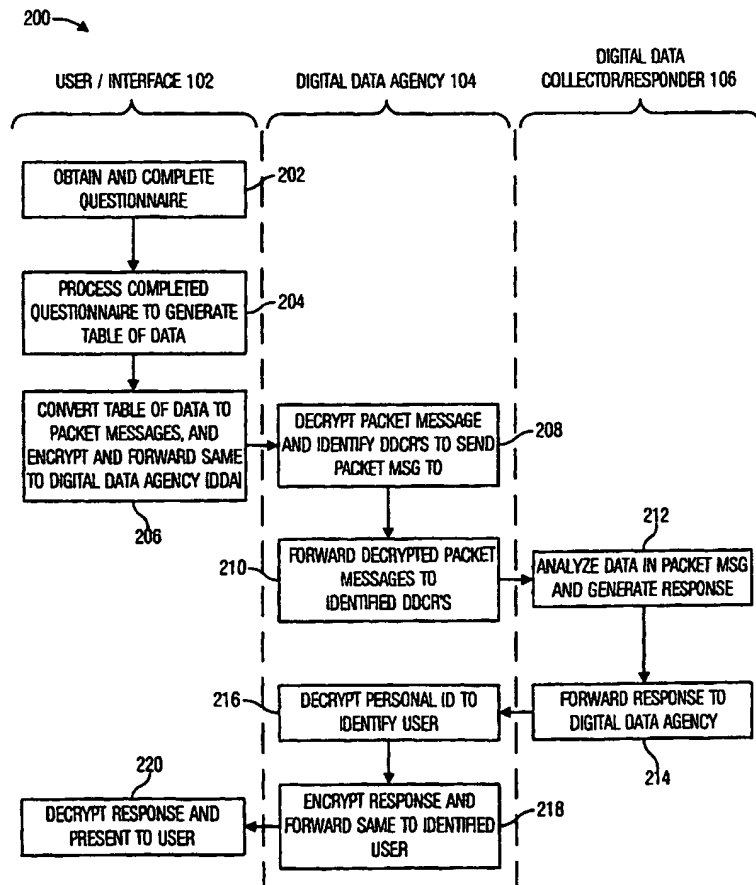 200
USER / INTERFACE 102
DIGITAL DATA AGENCY 104
DIGITAL DATA
COLLECTOR/RESPONDER 106
OBTAIN AND COMPLETE
QUESTIONNAIRE
202
PROCESS COMPLETED
QUESTIONNAIRE TO GENERATE
TABLE OF DATA
204
CONVERT TABLE OF DATA TO
PACKET MESSAGES, AND
ENCRYPT AND FORWARD SAME
TO DIGITAL DATA AGENCY (DDA)
206
DECRYPT PACKET MESSAGE
AND IDENTIFY DDCR'S TO SEND
PACKET MSG TO
208
210
FORWARD DECRYPTED PACKET
MESSAGES TO
IDENTIFIED DDCR'S
212
ANALYZE DATA IN PACKET MSG
AND GENERATE RESPONSE
216
DECRYPT PERSONAL ID TO
IDENTIFY USER
FORWARD RESPONSE TO
DIGITAL DATA AGENCY
214
220
DECRYPT RESPONSE AND
PRESENT TO USER
ENCRYPT RESPONSE AND
FORWARD SAME TO IDENTIFIED
USER
218